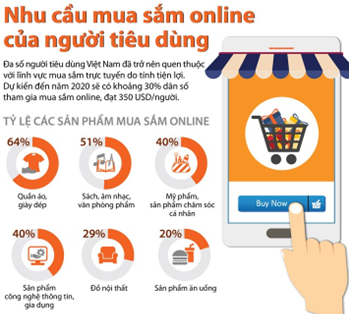 Nhu cầu mua sắm online
của người tiêu dùng
Đa số người tiêu dùng Việt Nam đã trở nên quen thuộc
với lĩnh vực mua sắm trực tuyến do tính tiện lợi.
Dự kiến đến năm 2020 sẽ có khoảng 30% dân số
tham gia mua sắm online, đạt 350 USD/người.
TỶ LỆ CÁC SẢN PHẨM MUA SẮM ONLINE
64%
Quần áo,
giày dép
51%
Sách, âm nhạc,
văn phòng phẩm
40%
Mỹ phẩm,
sản phẩm chăm sóc
cá nhân
40%
Sản phẩm
công nghệ thông tin,
gia dụng
29%
Đồ nội thất
20%
Sản phẩm ăn uống
Buy Now